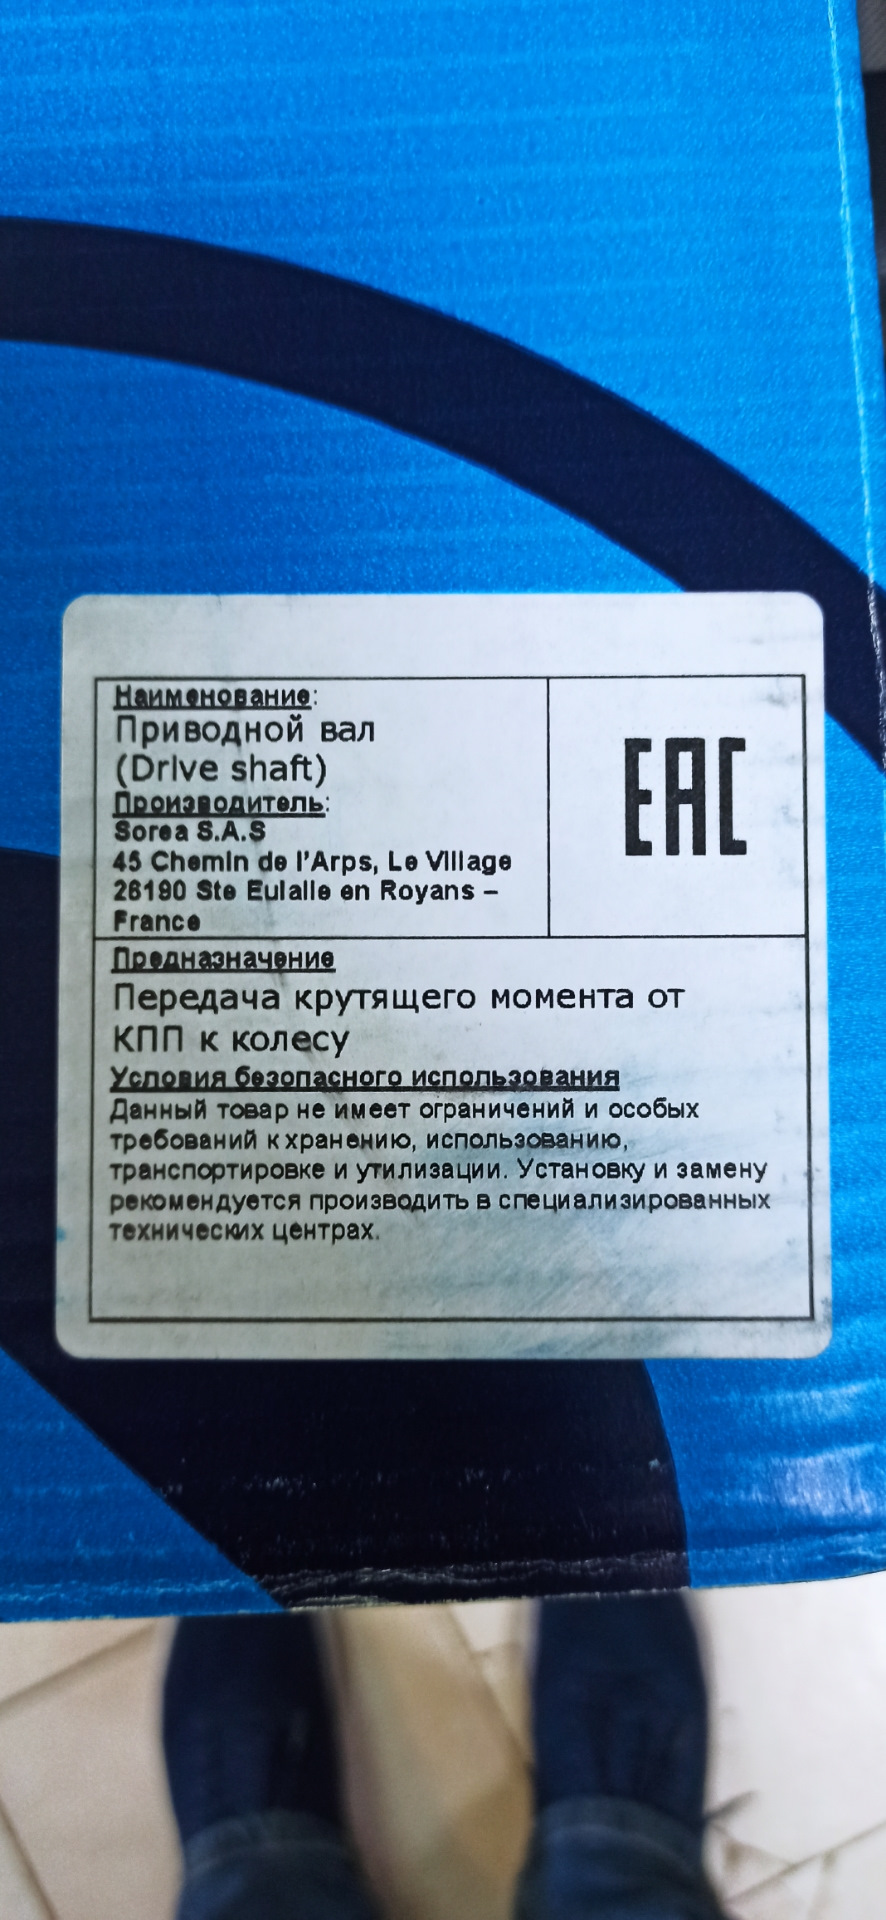 Наименование:
Приводной вал
(Drive shaft)
Производитель:
Sorea S.A.S
45 Chemin de l'Arps, Le Village
26190 Ste Eulalie en Royans –
France
EAC
Предназначение
Передача крутящего момента от
КПП к колесу
Условия безопасного использования
Данный товар не имеет ограничений и особых
требований к хранению, использованию,
транспортировке и утилизации. Установку и замену
рекомендуется производить в специализированных
технических центрах.